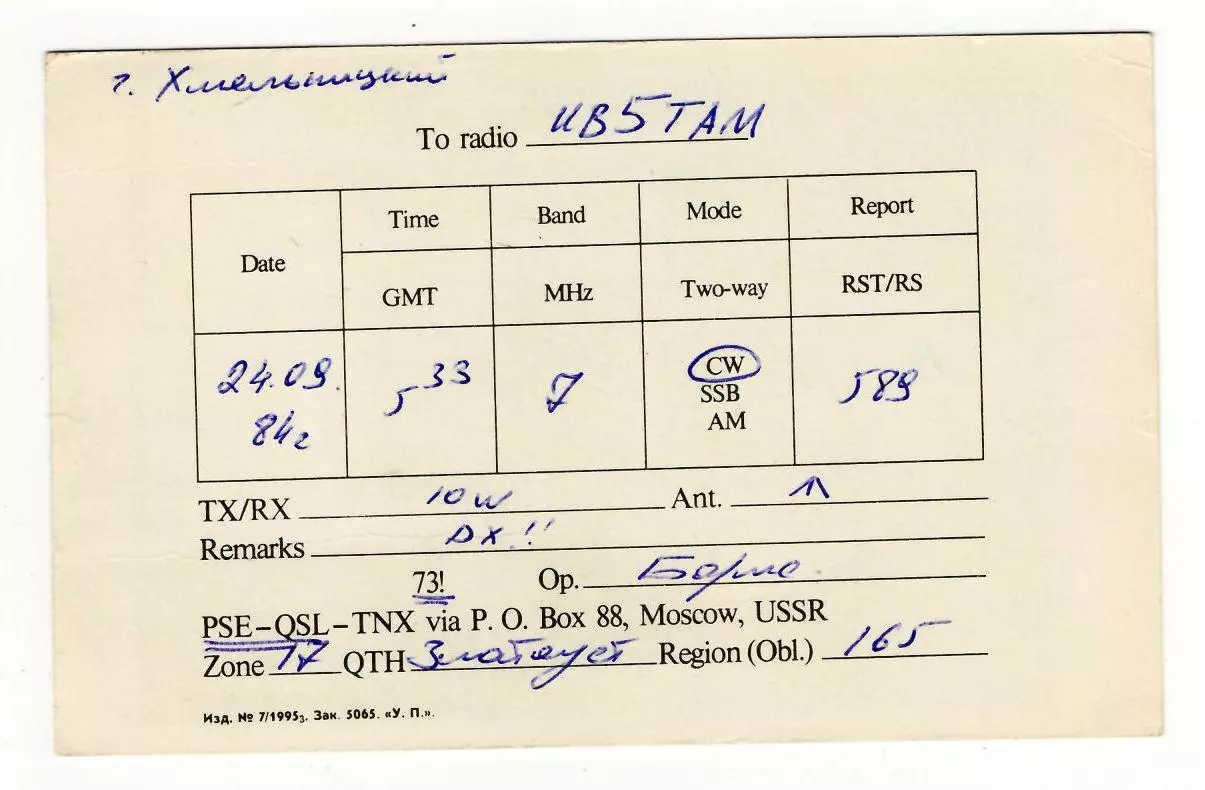 г. Хмельницкий
To radio UB5TAM
Date Time Band Mode Report
GMT MHz Two-way RST/RS
24.09. 5 33 7 CW 589
84г SSB
AM
TX/RX 10w Ant. Λ
Remarks DX!!
73! Op. Борис
PSE-QSL-TNX via P. O. Box 88, Moscow, USSR
Zone 17 QTH Златоуст Region (Obl.) 165
Изд. № 7/1995з. Зак. 5065. «У. П.».